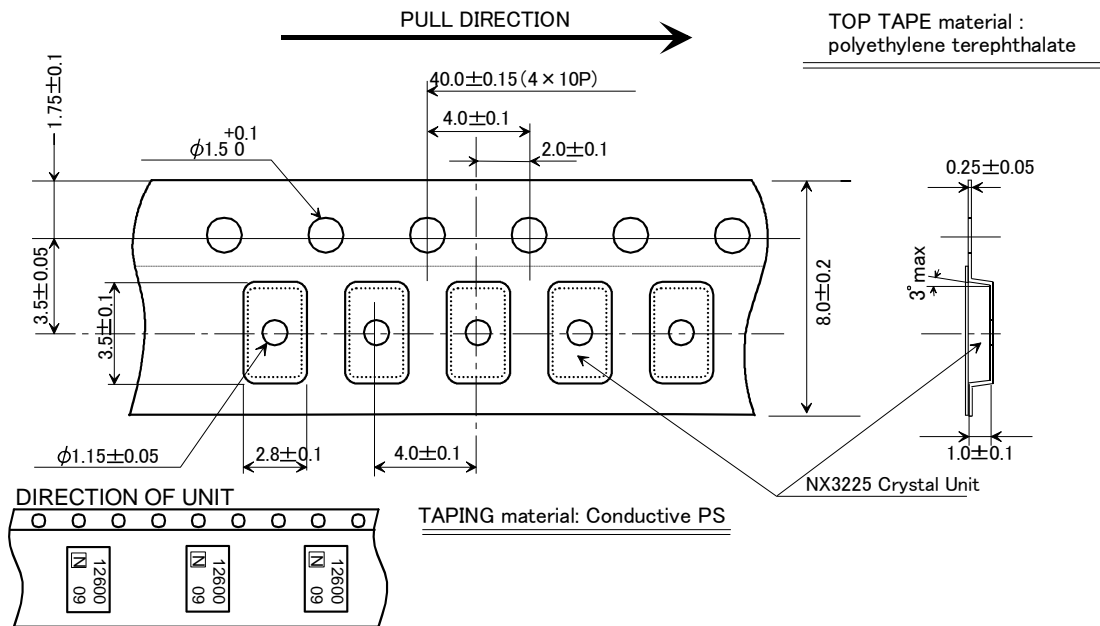 PULL DIRECTION
TOP TAPE material :
polyethylene terephthalate
1.75±0.1
40.0±0.15(4×10P)
4.0±0.1
+0.1
φ1.5 0
2.0±0.1
0.25±0.05
3.5±0.05
3.5±0.1
8.0±0.2
3°max
φ1.15±0.05
2.8±0.1
4.0±0.1
1.0±0.1
NX3225 Crystal Unit
DIRECTION OF UNIT
TAPING material: Conductive PS
12600
N 09
12600
N 09
12600
N 09